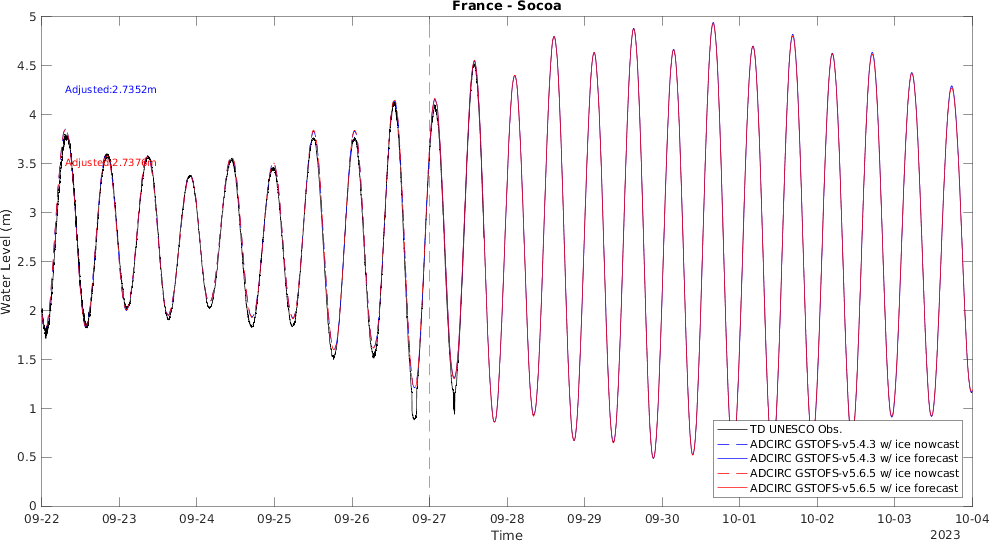 France - Socoa
Water Level (m)
5
4.5
4
3.5
3
2.5
2
1.5
1
0.5
0
Adjusted:2.7352m
Adjusted:2.7376m
TD UNESCO Obs.
ADCIRC GSTOFS-v5.4.3 w/ ice nowcast
ADCIRC GSTOFS-v5.4.3 w/ ice forecast
ADCIRC GSTOFS-v5.6.5 w/ ice nowcast
ADCIRC GSTOFS-v5.6.5 w/ ice forecast
09-22 09-23 09-24 09-25 09-26 09-27 09-28 09-29 09-30 10-01 10-02 10-03 10-04
Time
2023